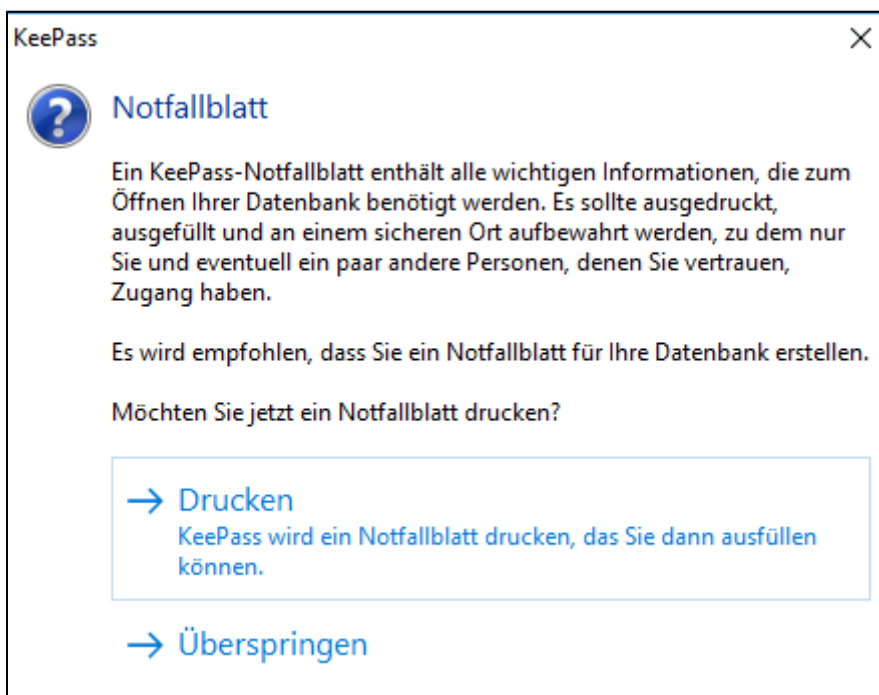 KeePass
Notfallblatt
Ein KeePass-Notfallblatt enthält alle wichtigen Informationen, die zum
Öffnen Ihrer Datenbank benötigt werden. Es sollte ausgedruckt,
ausgefüllt und an einem sicheren Ort aufbewahrt werden, zu dem nur
Sie und eventuell ein paar andere Personen, denen Sie vertrauen,
Zugang haben.
Es wird empfohlen, dass Sie ein Notfallblatt für Ihre Datenbank erstellen.
Möchten Sie jetzt ein Notfallblatt drucken?
Drucken
KeePass wird ein Notfallblatt drucken, das Sie dann ausfüllen
können.
Überspringen